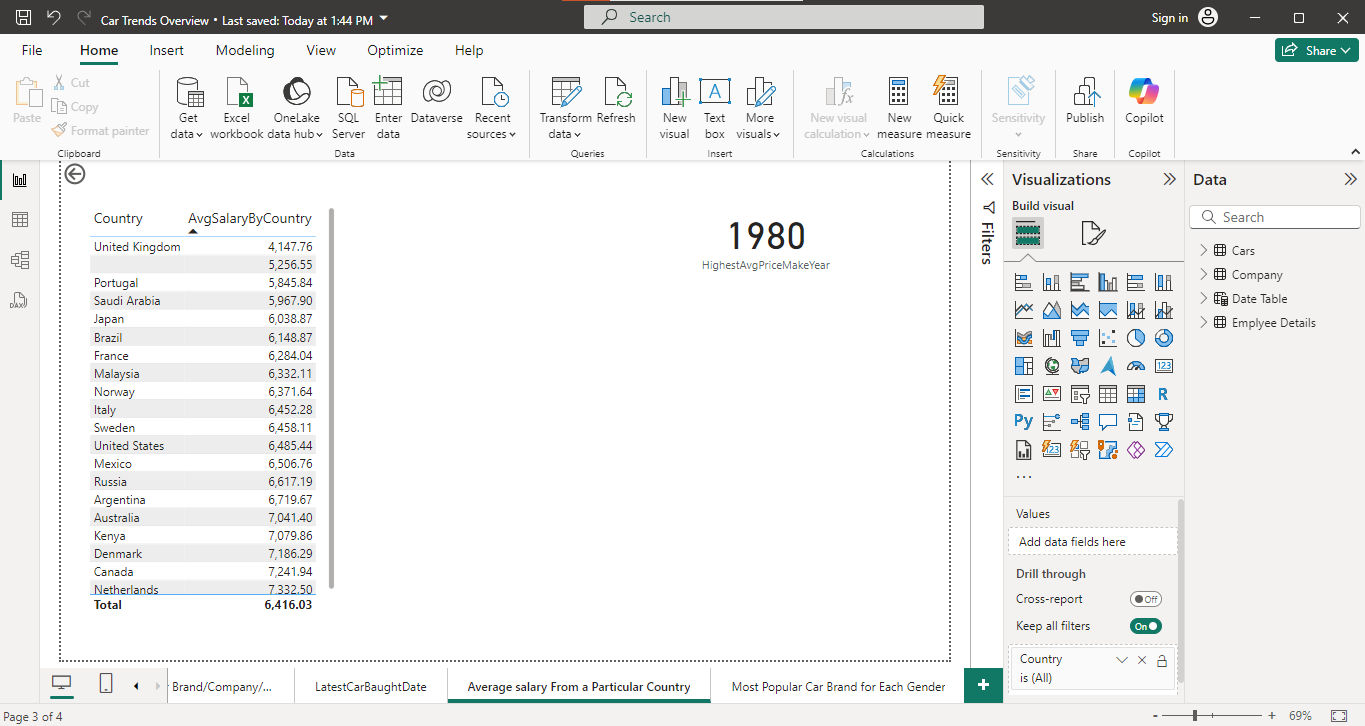 Car Trends Overview • Last saved: Today at 1:44 PM
Search
Sign in
File
Home
Insert
Modeling
View
Optimize
Help
Share
Paste
Cut
Copy
Format painter
Clipboard
Get data
Excel workbook
OneLake data hub
SQL Server
Enter data
Dataverse
Recent sources
Data
Transform data
Refresh
Queries
New visual
Text box
More visuals
Insert
New visual calculation
New measure
Quick measure
Calculations
Sensitivity
Sensitivity
Publish
Share
Copilot
Copilot
Country AvgSalaryByCountry
United Kingdom 4,147.76
5,256.55
Portugal 5,845.84
Saudi Arabia 5,967.90
Japan 6,038.87
Brazil 6,148.87
France 6,284.04
Malaysia 6,332.11
Norway 6,371.64
Italy 6,452.28
Sweden 6,458.11
United States 6,485.44
Mexico 6,506.76
Russia 6,617.19
Argentina 6,719.67
Australia 7,041.40
Kenya 7,079.86
Denmark 7,186.29
Canada 7,241.94
Netherlands 7,332.50
Total 6,416.03
1980
HighestAvgPriceMakeYear
Filters
Visualizations
Build visual
123
R
Py
123
...
Values
Add data fields here
Drill through
Cross-report
Off
Keep all filters
On
Country
is (All)
Data
Search
Cars
Company
Date Table
Emplyee Details
DAX
Brand/Company/...
LatestCarBaughtDate
Average salary From a Particular Country
Most Popular Car Brand for Each Gender
+
Page 3 of 4
- + 69%